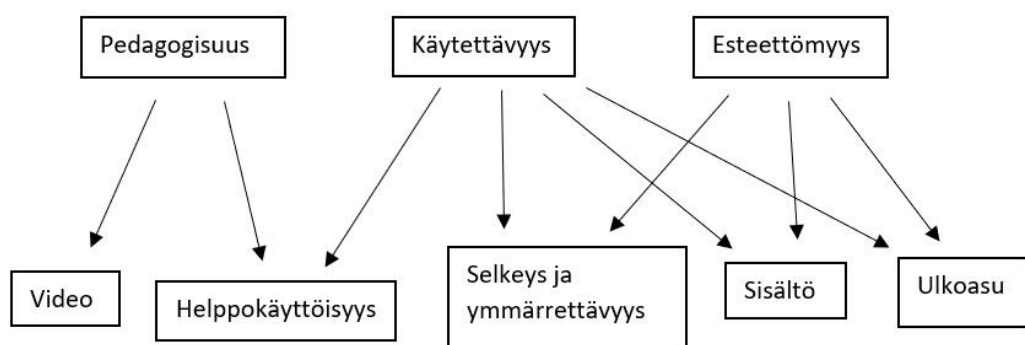 Pedagogisuus
Käytettävyys
Esteettömyys
Video
Helppokäyttöisyys
Selkeys ja
ymmärrettävyys
Sisältö
Ulkoasu